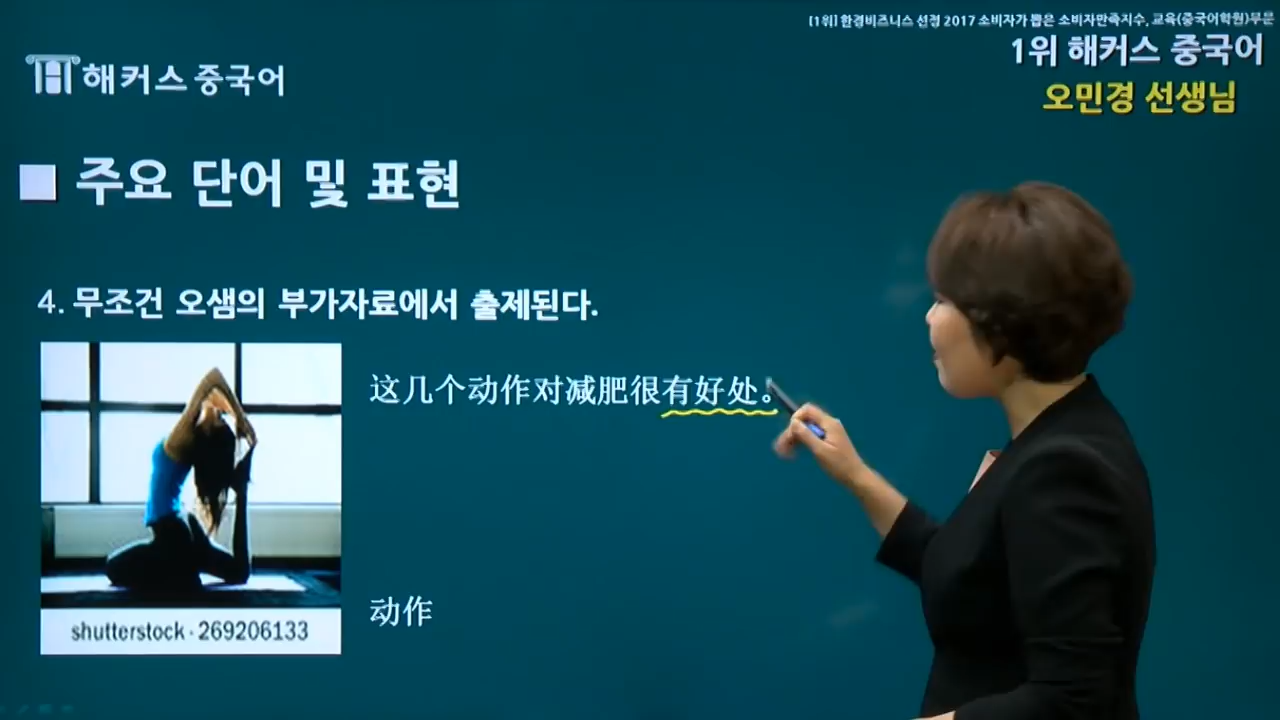 [1위] 한경비즈니스 선정 2017 소비자가 뽑은 소비자만족지수, 교육(중국어학원)부문
1위 해커스 중국어
오민경 선생님
해커스 중국어
주요 단어 및 표현
4. 무조건 오샘의 부가자료에서 출제된다.
这几个动作对减肥很有好处。
动作
shutterstock · 269206133